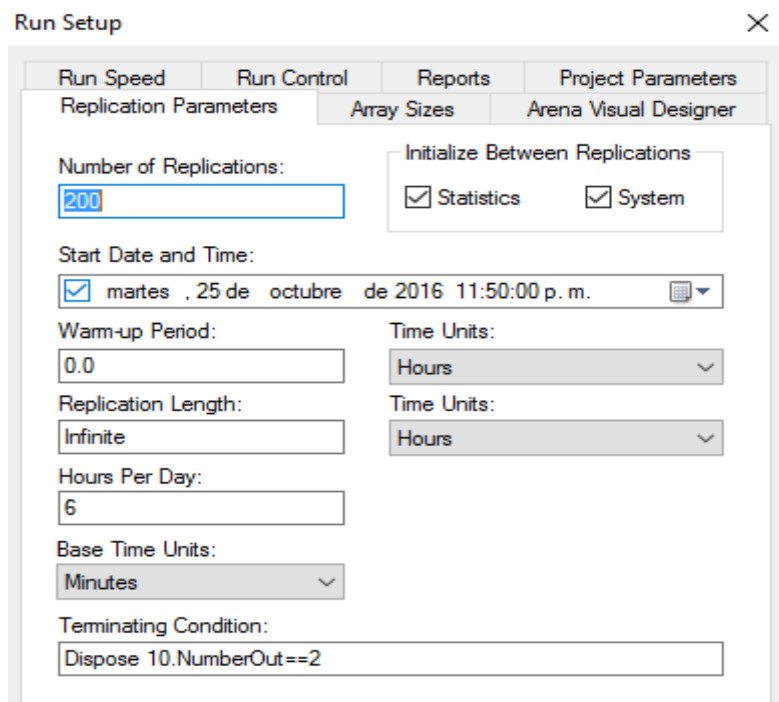 Run Setup
Run Speed Run Control Reports Project Parameters
Replication Parameters Array Sizes Arena Visual Designer
Number of Replications:
200
Initialize Between Replications
Statistics System
Start Date and Time:
martes , 25 de octubre de 2016 11:50:00 p. m.
Warm-up Period: Time Units:
0.0 Hours
Replication Length: Time Units:
Infinite Hours
Hours Per Day:
6
Base Time Units:
Minutes
Terminating Condition:
Dispose 10.NumberOut==2